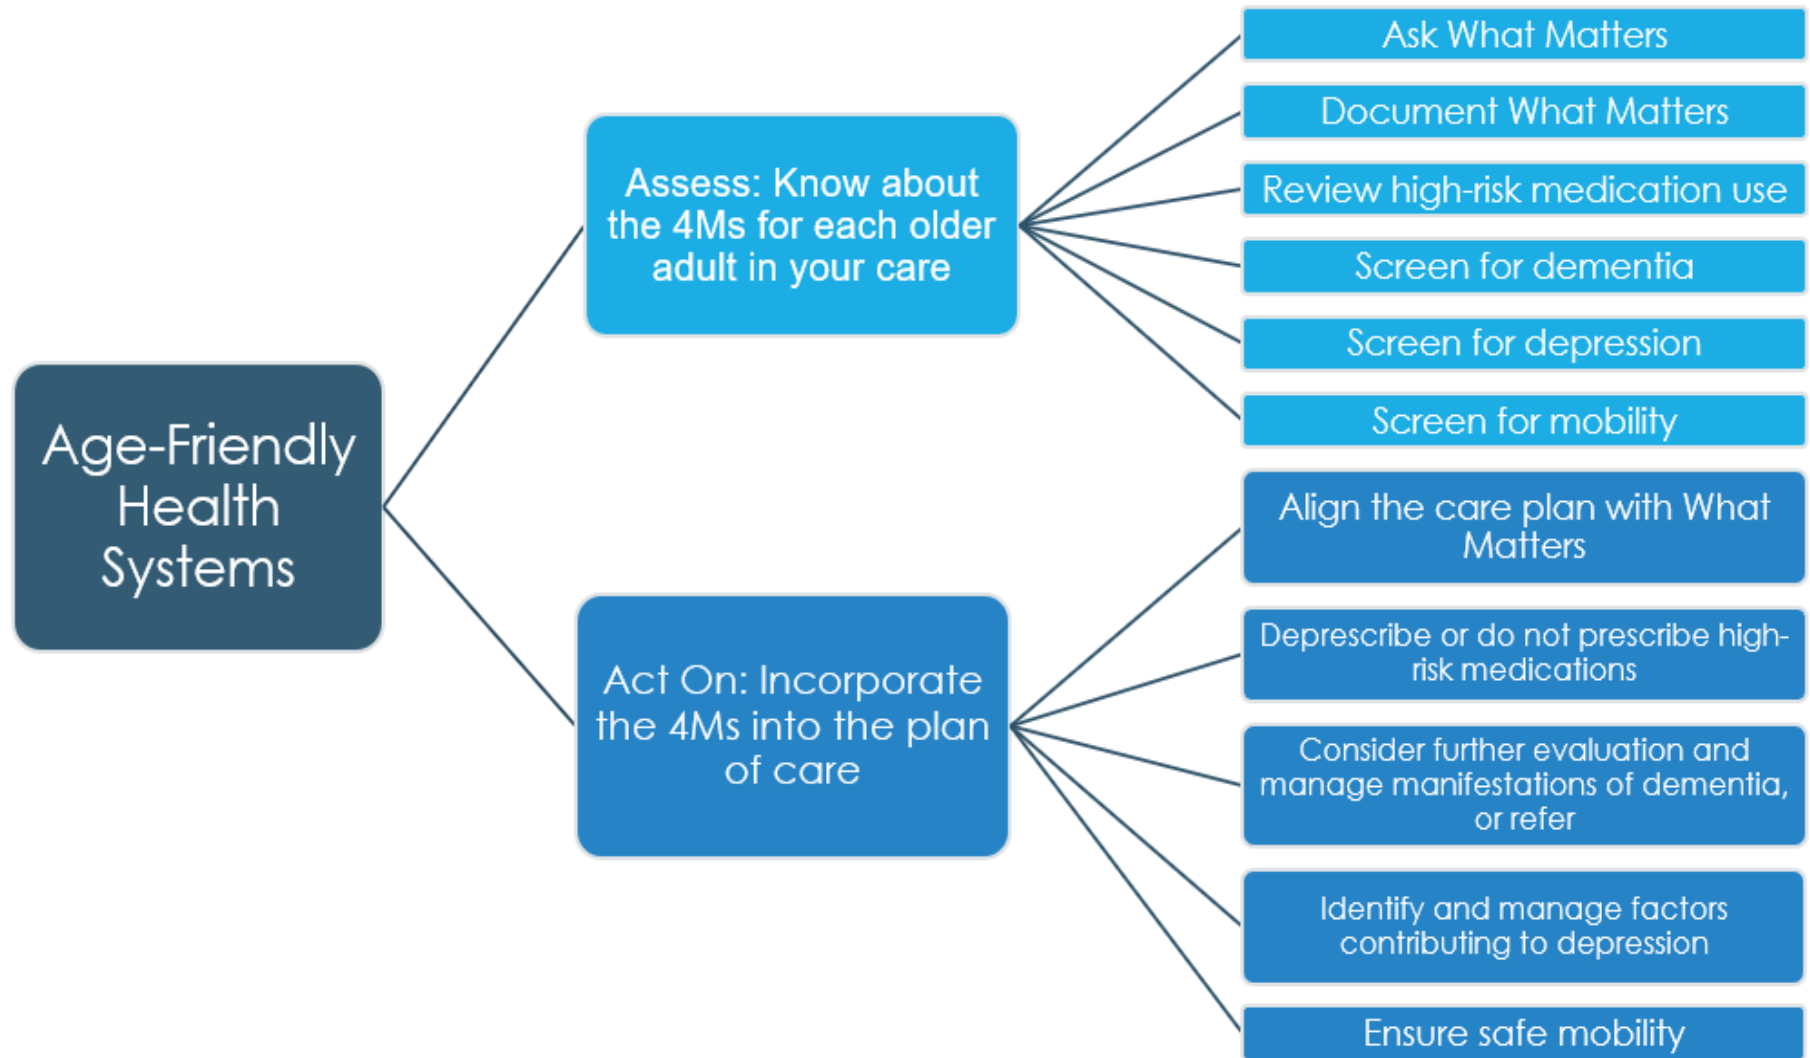 Age-Friendly
Health
Systems
Assess: Know about
the 4Ms for each older
adult in your care
Ask What Matters
Document What Matters
Review high-risk medication use
Screen for dementia
Screen for depression
Screen for mobility
Act On: Incorporate
the 4Ms into the plan
of care
Align the care plan with What
Matters
Deprescribe or do not prescribe high-
risk medications
Consider further evaluation and
manage manifestations of dementia,
or refer
Identify and manage factors
contributing to depression
Ensure safe mobility